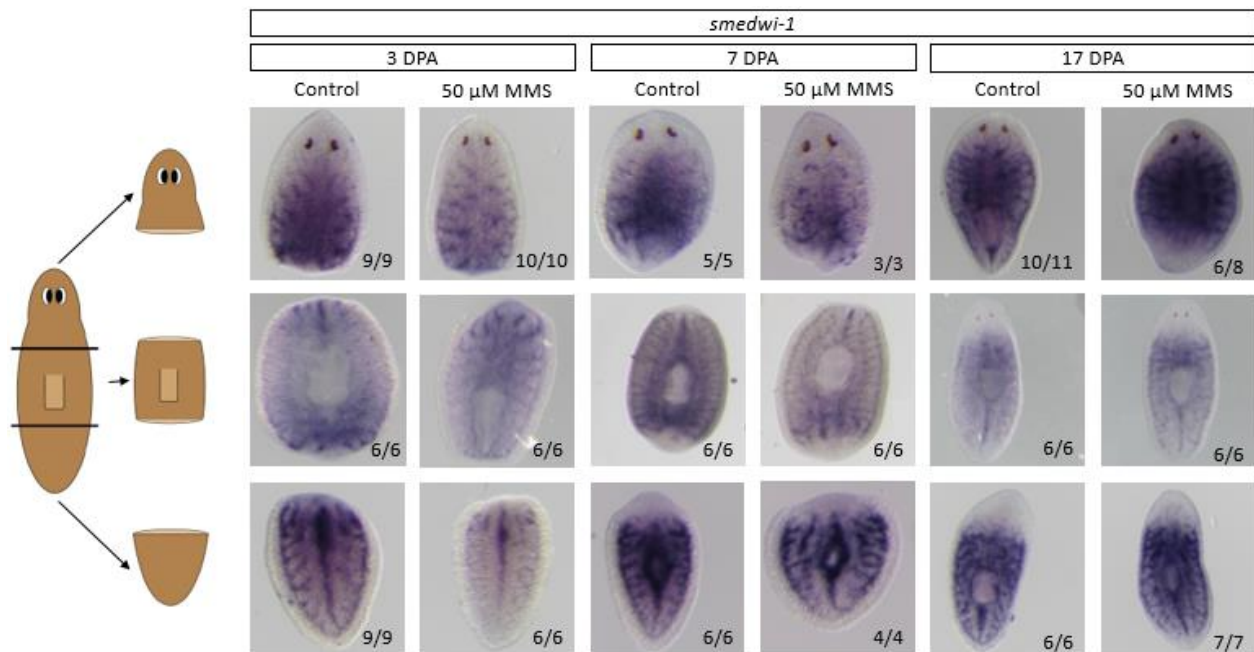 smedwi-1
3 DPA 7 DPA 17 DPA
Control 50 µM MMS Control 50 µM MMS Control 50 µM MMS
9/9 10/10 5/5 3/3 10/11 6/8
6/6 6/6 6/6 6/6 6/6 6/6
9/9 6/6 6/6 4/4 6/6 7/7